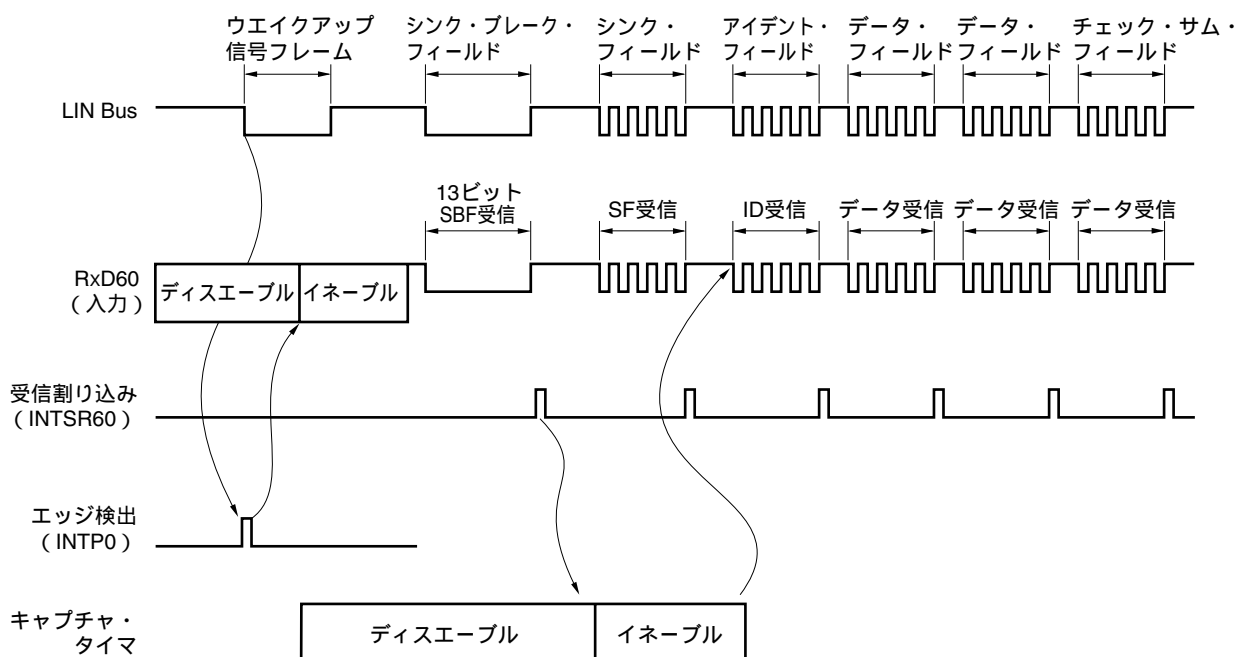 ウエイクアップ
信号フレーム
シンク・ブレーク・
フィールド
シンク・
フィールド
アイデント・
フィールド
データ・
フィールド
データ・
フィールド
チェック・サム・
フィールド
LIN Bus
13ビット
SBF受信
SF受信
ID受信
データ受信
データ受信
データ受信
RxD60
(入力)
ディスエーブル
イネーブル
受信割り込み
(INTSR60)
エッジ検出
(INTP0)
キャプチャ・
タイマ
ディスエーブル
イネーブル